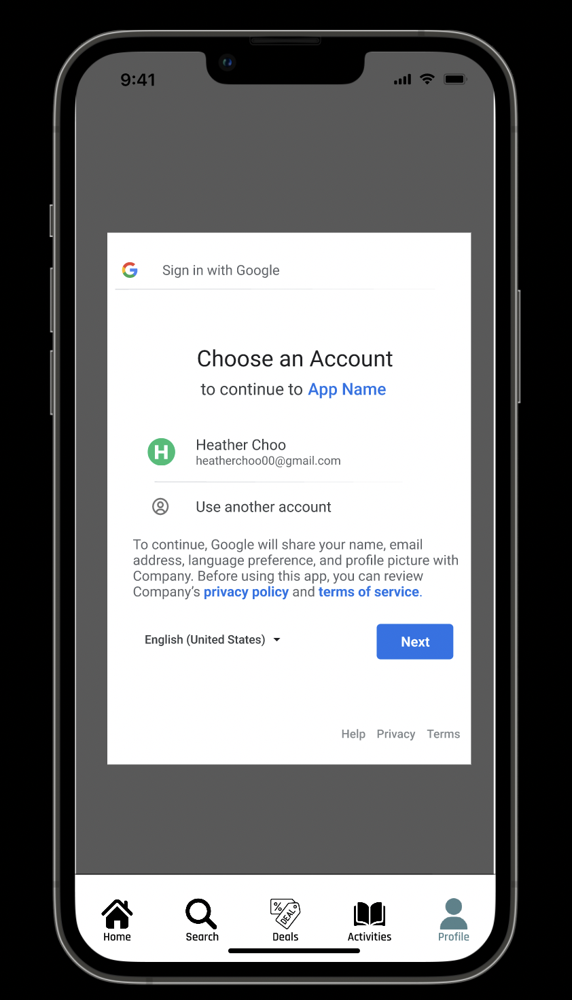 9:41
Sign in with Google
Choose an Account
to continue to App Name
H
Heather Choo
heatherchoo00@gmail.com
Use another account
To continue, Google will share your name, email
address, language preference, and profile picture with
Company. Before using this app, you can review
Company’s privacy policy and terms of service.
English (United States)
Next
Help Privacy Terms
% DEAL
Home Search Deals Activities Profile